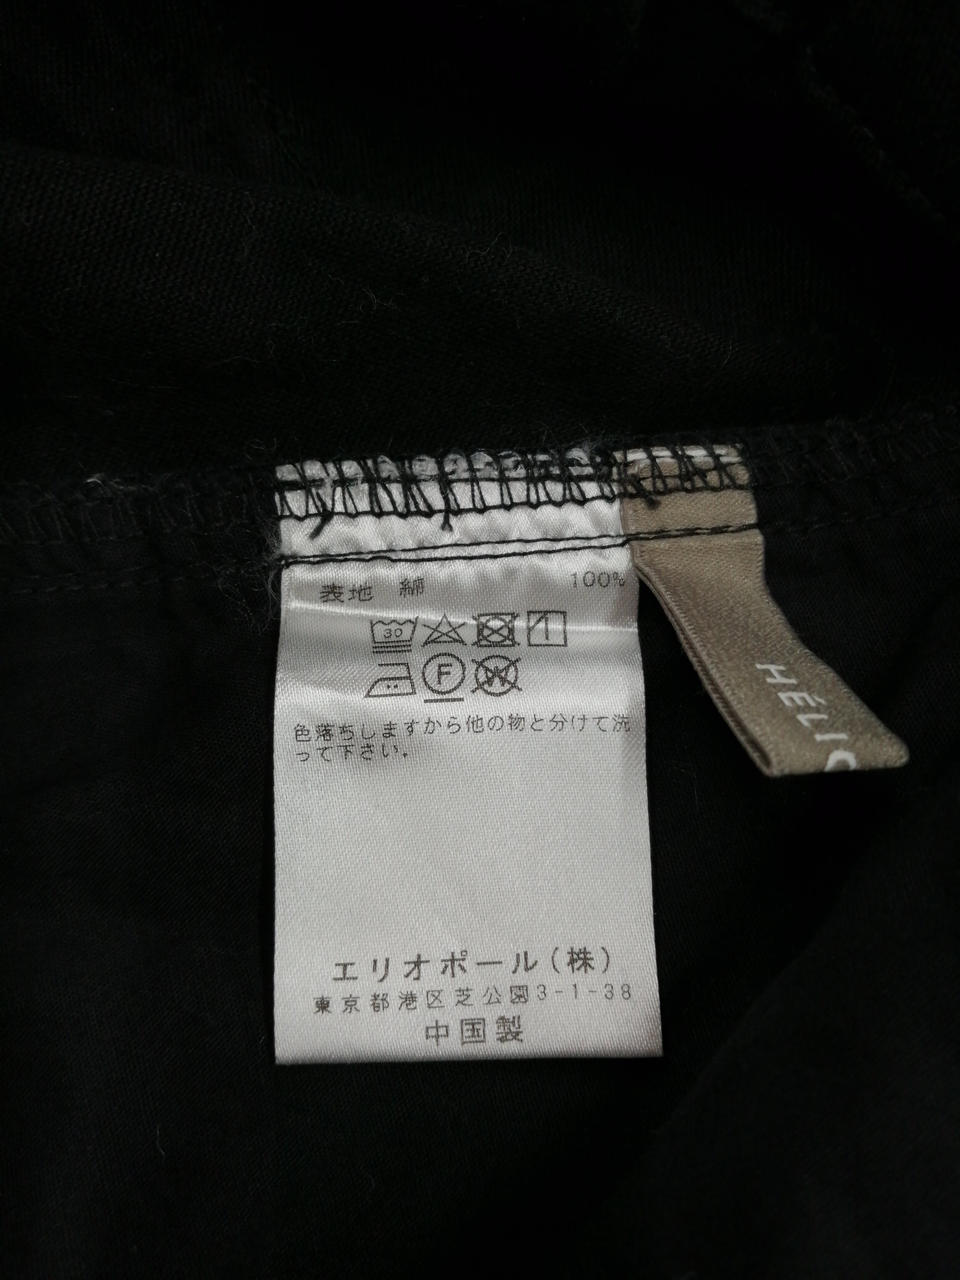 表地 綿 100%
30
F W
色落ちしますから他の物と分けて洗
って下さい。
エリオポール(株)
東京都港区芝公園3-1-38
中国製
HÉLIO